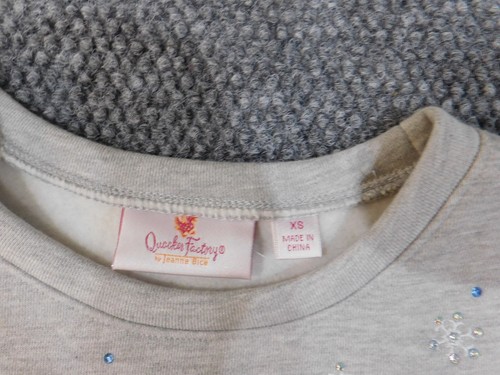 Quacker Factory®
by Jeanne Bice
XS
MADE IN
CHINA